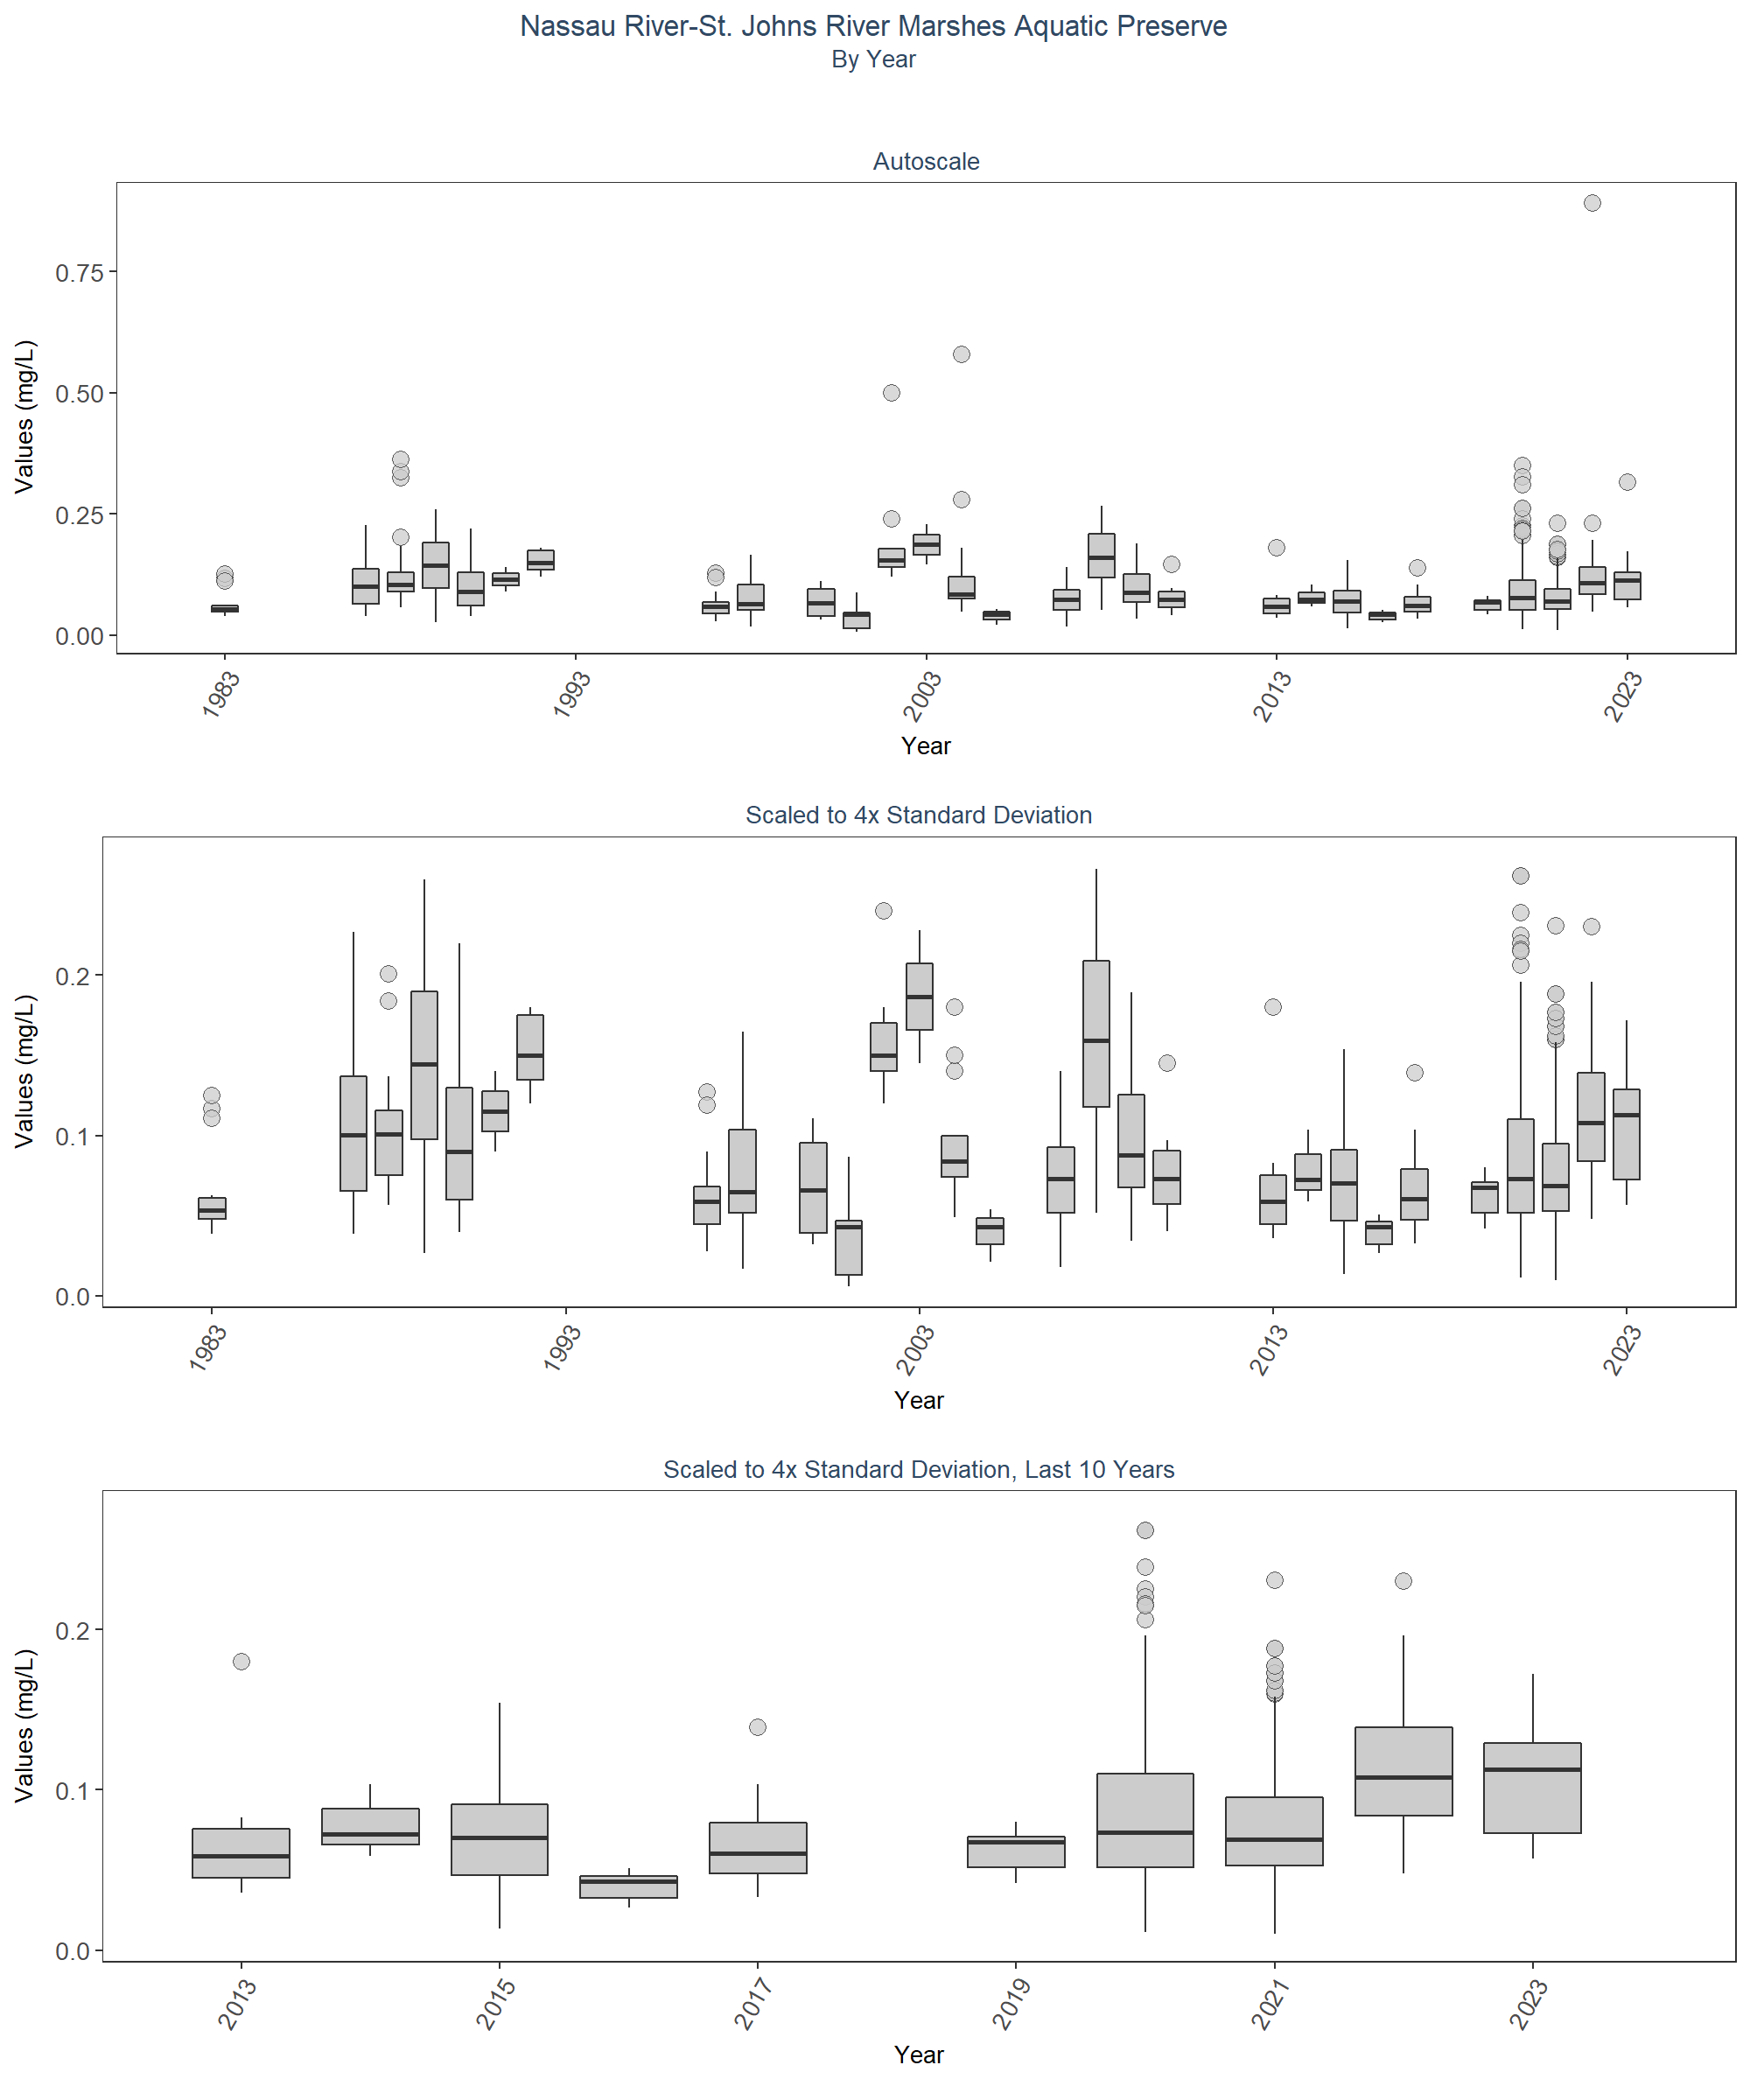 Nassau River-St. Johns River Marshes Aquatic Preserve
By Year
Autoscale
Values (mg/L)
0.75
0.50
0.25
0.00
1983
1993
2003
2013
2023
Year
Scaled to 4x Standard Deviation
Values (mg/L)
0.2
0.1
0.0
1983
1993
2003
2013
2023
Year
Scaled to 4x Standard Deviation, Last 10 Years
Values (mg/L)
0.2
0.1
0.0
2013
2015
2017
2019
2021
2023
Year